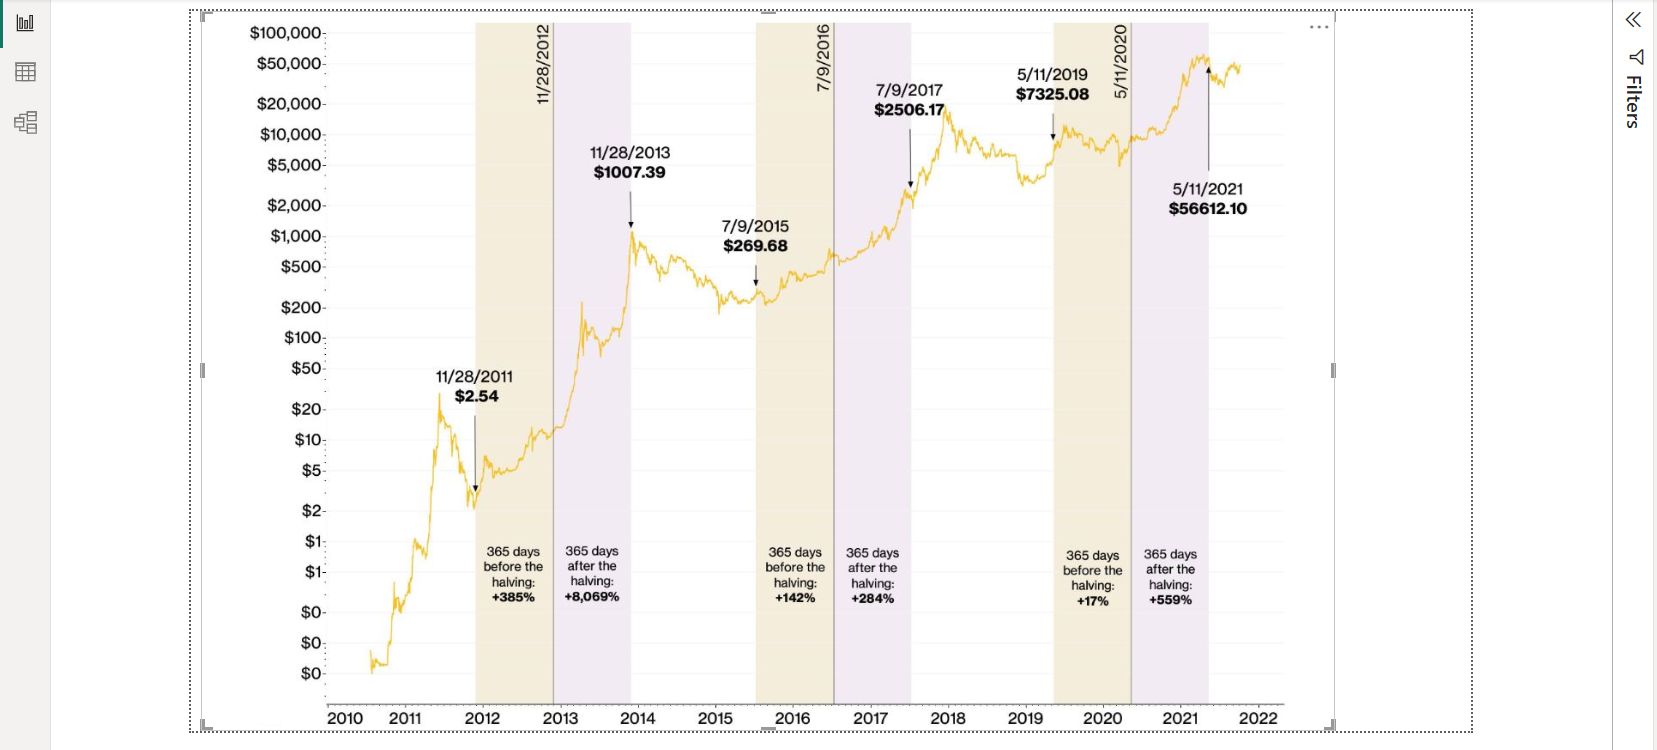 $100,000
$50,000
$20,000
$10,000
$5,000
$2,000
$1,000
$500
$200
$100
$50
$20
$10
$5
$2
$1
$1
$0
$0
$0
11/28/2012
7/9/2016
5/11/2020
11/28/2011
$2.54
11/28/2013
$1007.39
7/9/2015
$269.68
7/9/2017
$2506.17
5/11/2019
$7325.08
5/11/2021
$56612.10
365 days
before the
halving:
+385%
365 days
after the
halving:
+8,069%
365 days
before the
halving:
+142%
365 days
after the
halving:
+284%
365 days
before the
halving:
+17%
365 days
after the
halving:
+559%
2010 2011 2012 2013 2014 2015 2016 2017 2018 2019 2020 2021 2022
Filters